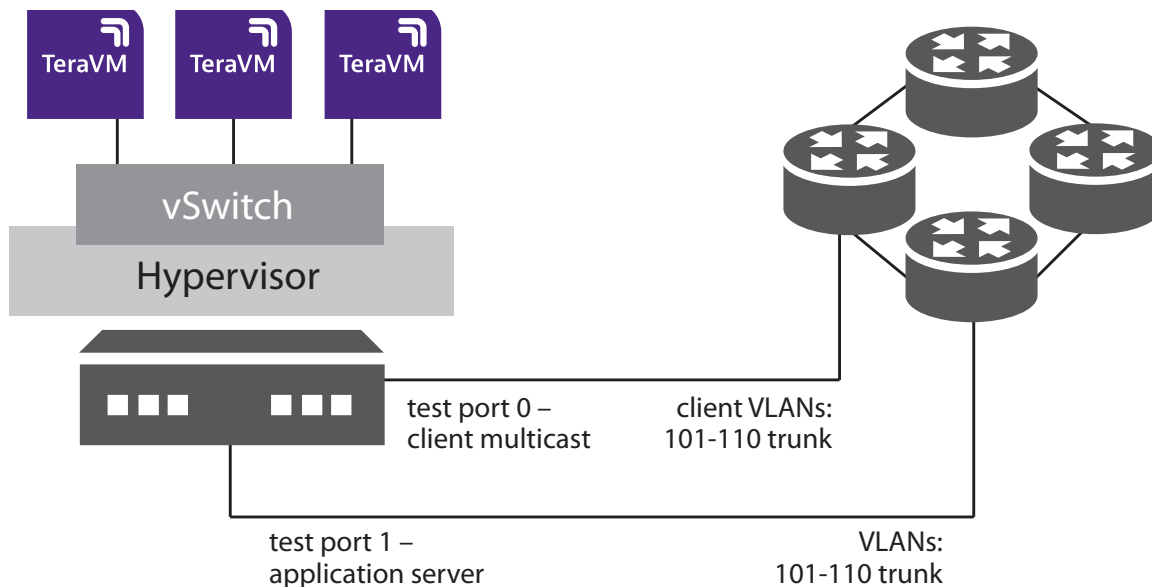 TeraVM
TeraVM
TeraVM
vSwitch
Hypervisor
test port 0 –
client multicast
client VLANs:
101-110 trunk
test port 1 –
application server
VLANs:
101-110 trunk